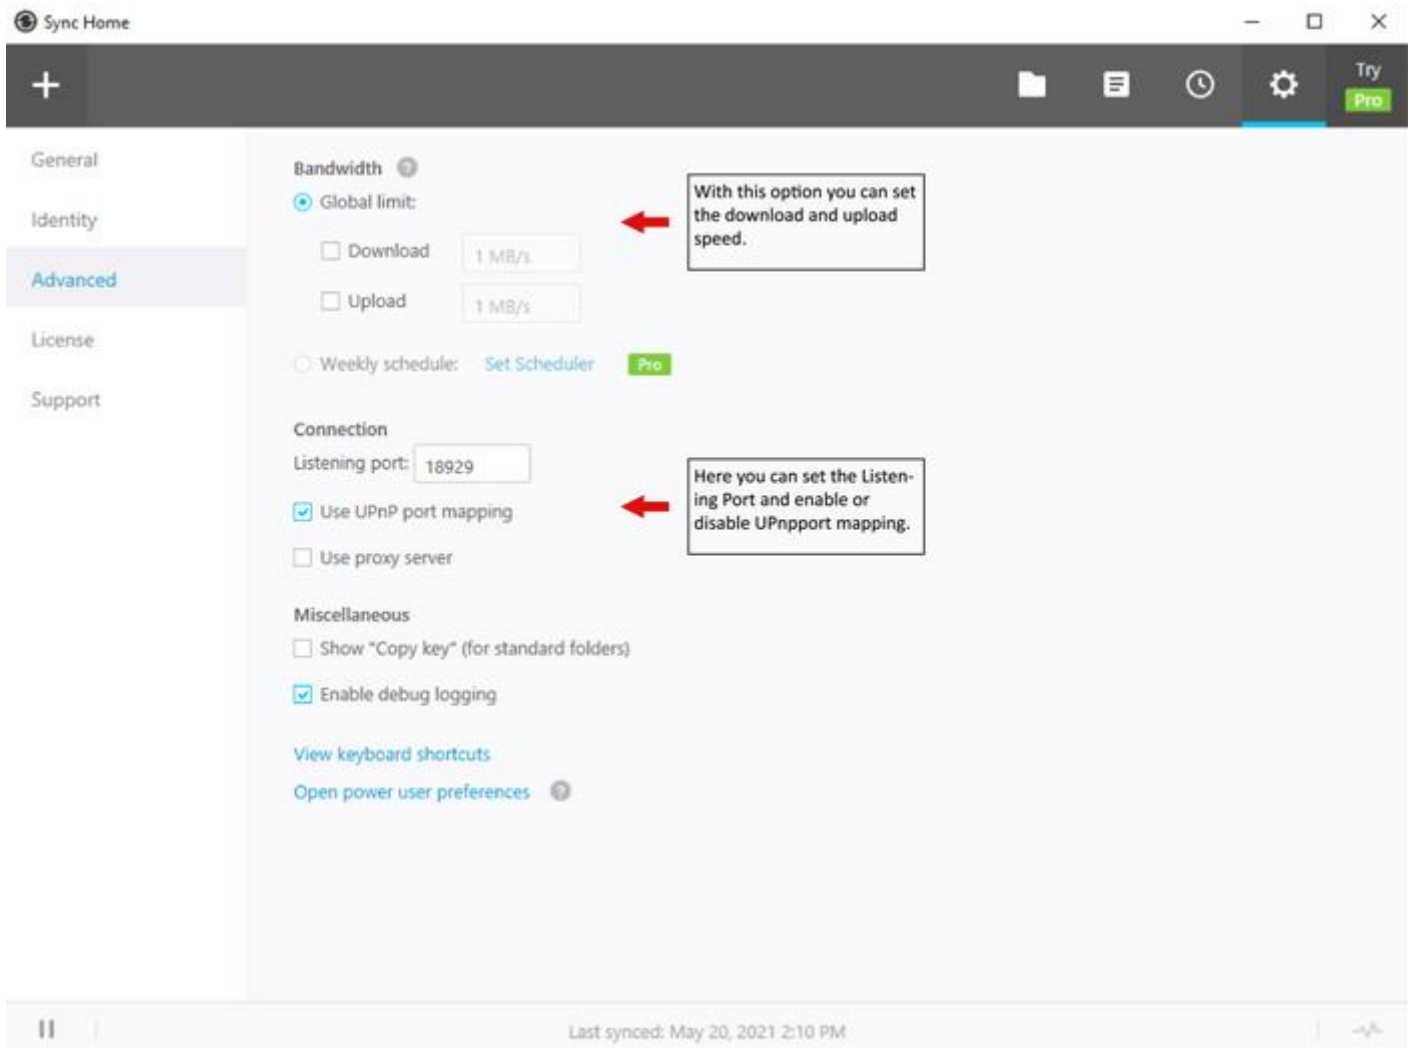 Sync Home
Try
Pro
General
Identity
Advanced
License
Support
Bandwidth ?
Global limit:
Download 1 MB/s
Upload 1 MB/s
Weekly schedule: Set Scheduler Pro
With this option you can set
the download and upload
speed.
Connection
Listening port: 18929
Use UPnP port mapping
Use proxy server
Here you can set the Listen-
ing Port and enable or
disable UPnpport mapping.
Miscellaneous
Show "Copy key" (for standard folders)
Enable debug logging
View keyboard shortcuts
Open power user preferences ?
Last synced: May 20, 2021 2:10 PM